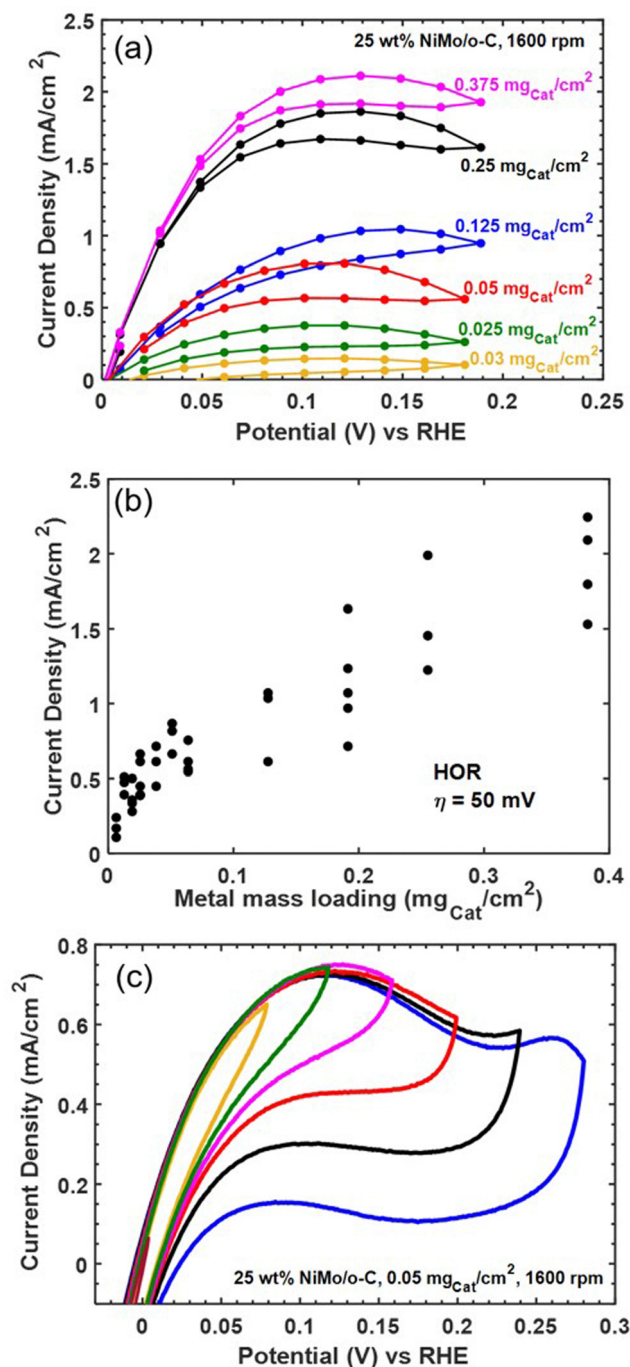 (a)
25 wt% NiMo/o-C, 1600 rpm
0.375 mgCat/cm2
0.25 mgCat/cm2
0.125 mgCat/cm2
0.05 mgCat/cm2
0.025 mgCat/cm2
0.03 mgCat/cm2
Current Density (mA/cm2)
2.5
2
1.5
1
0.5
0
0 0.05 0.1 0.15 0.2 0.25
Potential (V) vs RHE
(b)
Current Density (mA/cm2)
2.5
2
1.5
1
0.5
0
HOR
η = 50 mV
0 0.1 0.2 0.3 0.4
Metal mass loading (mgCat/cm2)
(c)
Current Density (mA/cm2)
0.8
0.6
0.4
0.2
0
25 wt% NiMo/o-C, 0.05 mgCat/cm2, 1600 rpm
0 0.05 0.1 0.15 0.20 0.25 0.3
Potential (V) vs RHE